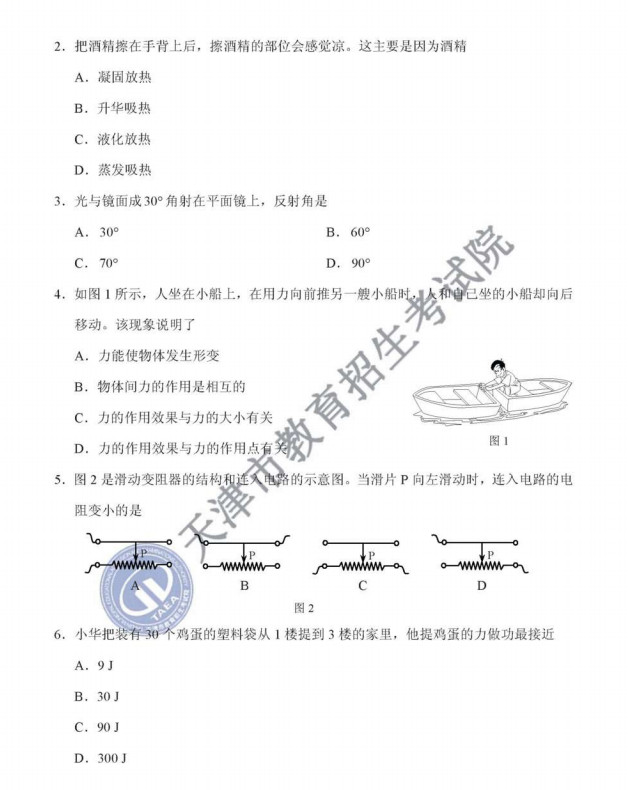 2. 把酒精擦在手背上后，擦酒精的部位会感觉凉。这主要是因为酒精
A. 凝固放热
B. 升华吸热
C. 液化放热
D. 蒸发吸热
3. 光与镜面成30°角射在平面镜上，反射角是
A. 30°
B. 60°
C. 70°
D. 90°
4. 如图1所示，人坐在小船上，在用力向前推另一艘小船时，人和自己坐的小船却向后
移动。该现象说明了
A. 力能使物体发生形变
B. 物体间力的作用是相互的
C. 力的作用效果与力的大小有关
D. 力的作用效果与力的作用点有关
图1
5. 图2是滑动变阻器的结构和连入电路的示意图。当滑片P向左滑动时，连入电路的电
阻变小的是
P
P
P
P
A
B
C
D
图2
6. 小华把装有30个鸡蛋的塑料袋从1楼提到3楼的家里，他提鸡蛋的力做功最接近
A. 9 J
B. 30 J
C. 90 J
D. 300 J
天津市教育招生考试院
TAEA